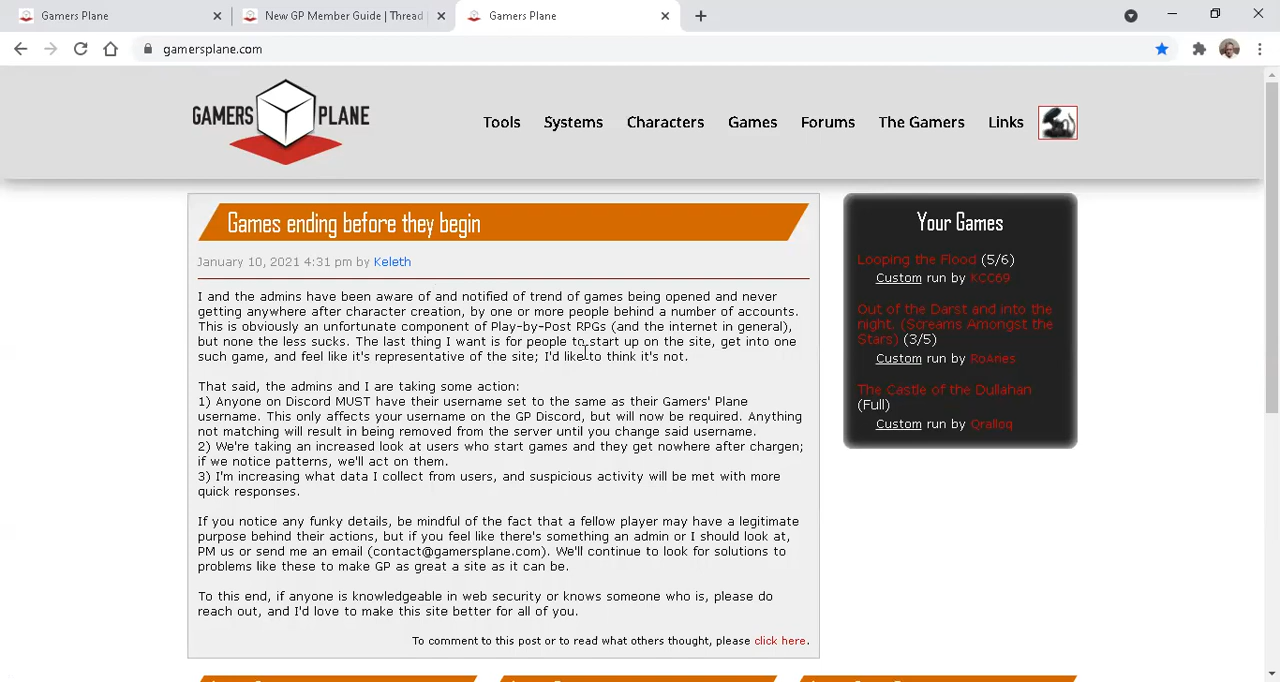 Gamers Plane
New GP Member Guide | Thread
Gamers Plane
gamersplane.com
GAMERS PLANE
Tools Systems Characters Games Forums The Gamers Links
Games ending before they begin
January 10, 2021 4:31 pm by Keleth
I and the admins have been aware of and notified of trend of games being opened and never
getting anywhere after character creation, by one or more people behind a number of accounts.
This is obviously an unfortunate component of Play-by-Post RPGs (and the internet in general),
but none the less sucks. The last thing I want is for people to start up on the site, get into one
such game, and feel like it's representative of the site; I'd like to think it's not.
That said, the admins and I are taking some action:
1) Anyone on Discord MUST have their username set to the same as their Gamers' Plane
username. This only affects your username on the GP Discord, but will now be required. Anything
not matching will result in being removed from the server until you change said username.
2) We're taking an increased look at users who start games and they get nowhere after chargen;
if we notice patterns, we'll act on them.
3) I'm increasing what data I collect from users, and suspicious activity will be met with more
quick responses.
If you notice any funky details, be mindful of the fact that a fellow player may have a legitimate
purpose behind their actions, but if you feel like there's something an admin or I should look at,
PM us or send me an email (contact@gamersplane.com). We'll continue to look for solutions to
problems like these to make GP as great a site as it can be.
To this end, if anyone is knowledgeable in web security or knows someone who is, please do
reach out, and I'd love to make this site better for all of you.
To comment to this post or to read what others thought, please click here.
Your Games
Looping the Flood (5/6)
Custom run by KCC69
Out of the Darst and into the
night. (Screams Amongst the
Stars) (3/5)
Custom run by RoAnes
The Castle of the Dullahan
(Full)
Custom run by Qralloq